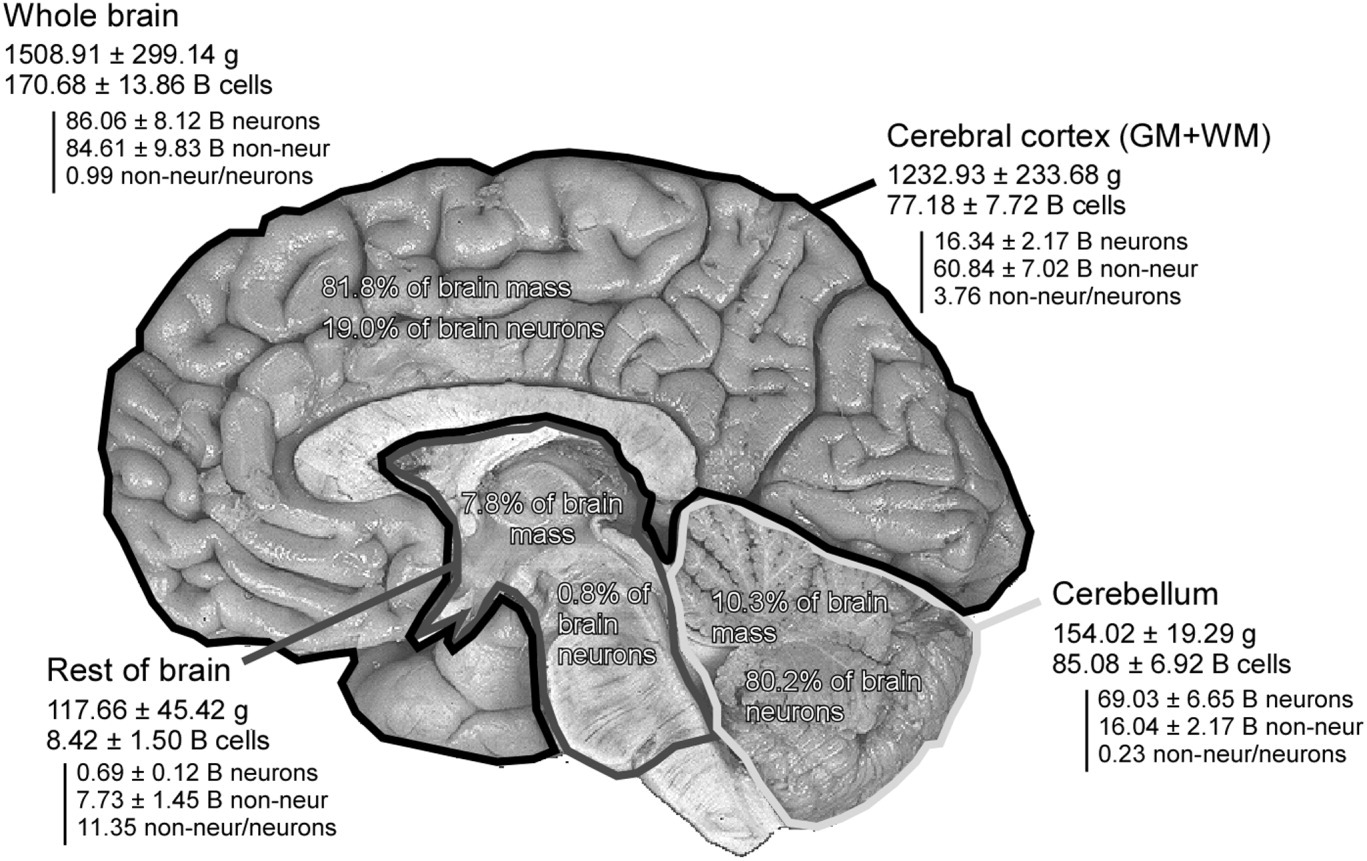 Whole brain
1508.91 ± 299.14 g
170.68 ± 13.86 B cells
86.06 ± 8.12 B neurons
84.61 ± 9.83 B non-neur
0.99 non-neur/neurons
Cerebral cortex (GM+WM)
1232.93 ± 233.68 g
77.18 ± 7.72 B cells
16.34 ± 2.17 B neurons
60.84 ± 7.02 B non-neur
3.76 non-neur/neurons
81.8% of brain mass
19.0% of brain neurons
7.8% of brain
mass
0.8% of
brain
neurons
10.3% of brain
mass
80.2% of brain
neurons
Rest of brain
117.66 ± 45.42 g
8.42 ± 1.50 B cells
0.69 ± 0.12 B neurons
7.73 ± 1.45 B non-neur
11.35 non-neur/neurons
Cerebellum
154.02 ± 19.29 g
85.08 ± 6.92 B cells
69.03 ± 6.65 B neurons
16.04 ± 2.17 B non-neur
0.23 non-neur/neurons